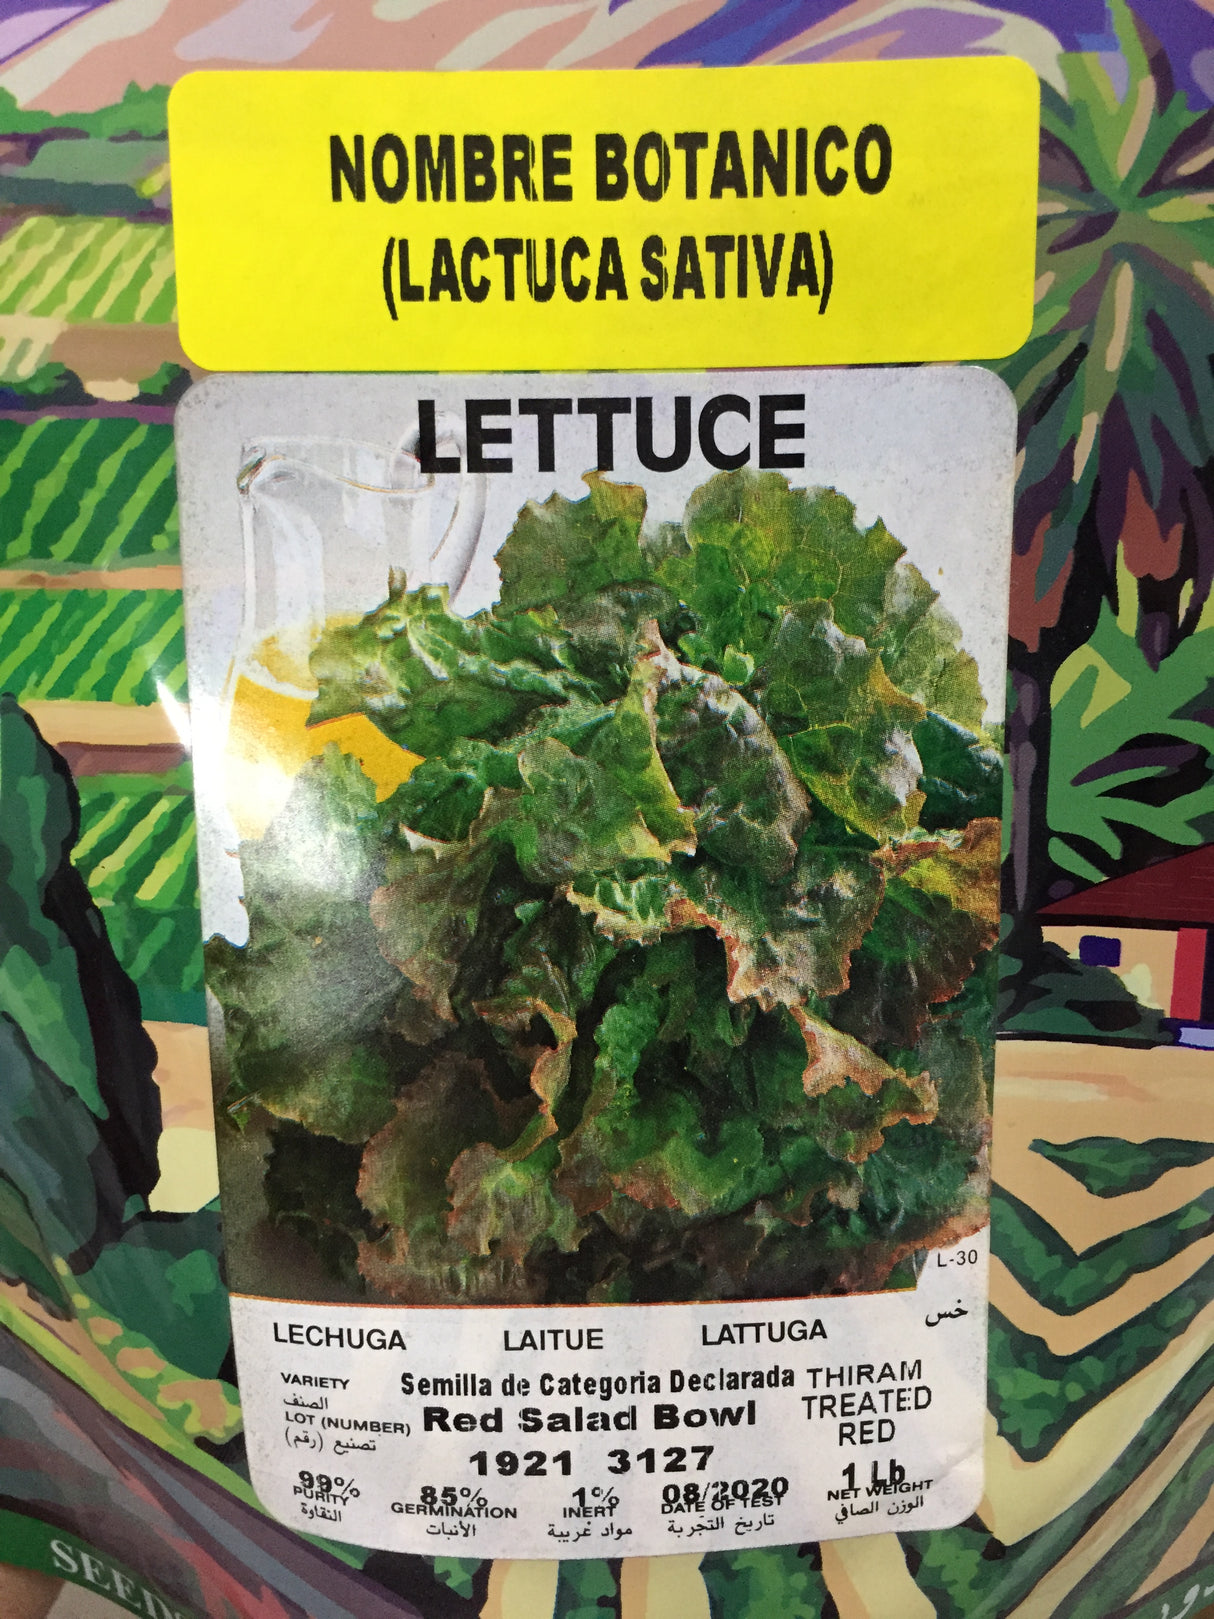 NOMBRE BOTANICO
(LACTUCA SATIVA)
LETTUCE
L-30
خس
LECHUGA LAITUE LATTUGA
VARIETY Semilla de Categoria Declarada THIRAM
الصنف TREATED
LOT (NUMBER) Red Salad Bowl RED
تصنيع (رقم)
1921 3127
99% 85% 1% 08/2020 1 Lb
PURITY GERMINATION INERT DATE OF TEST NET WEIGHT
النقاوة الأنبات مواد غريبة تاريخ التجربة الوزن الصافي